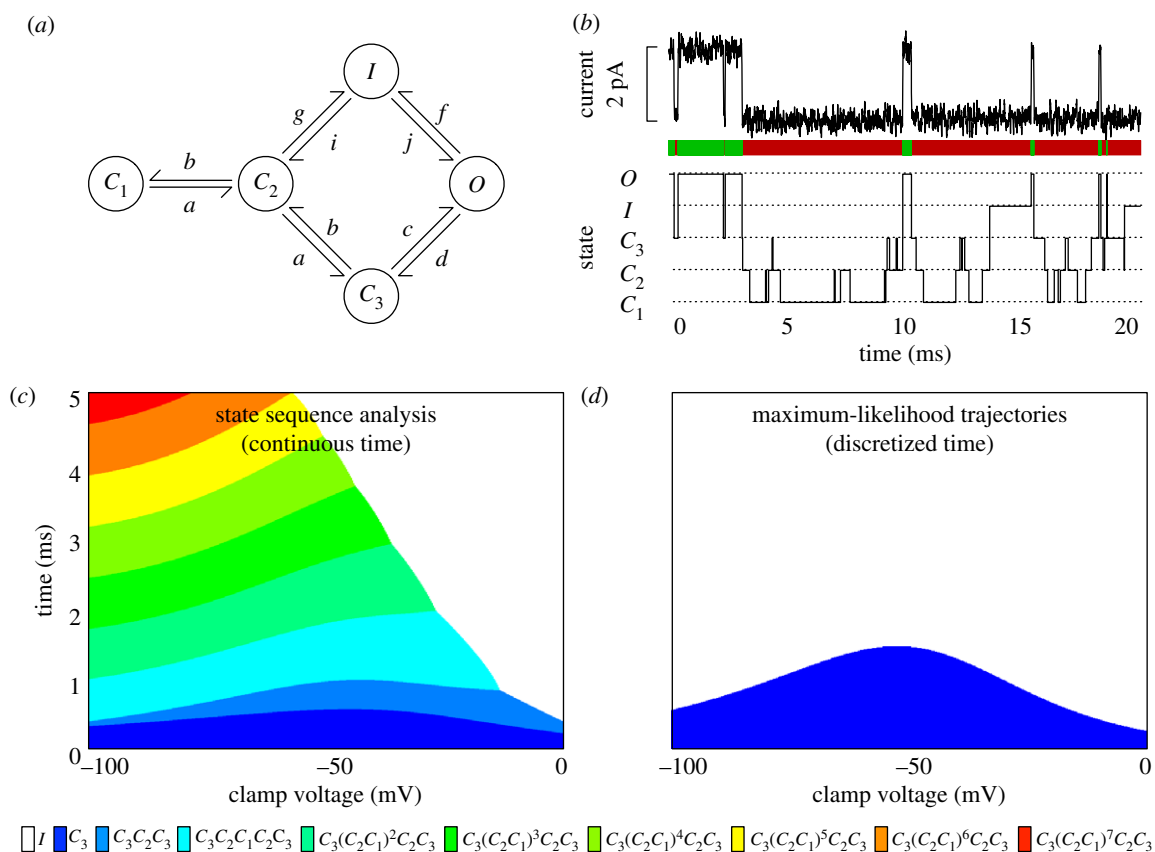 (a)
I
g
f
i
j
C₁
b
a
C₂
O
b
c
a
d
C₃
(b)
current
2 pA
O
I
C₃
C₂
C₁
state
0 5 10 15 20
time (ms)
(c)
state sequence analysis
(continuous time)
5
4
3
2
1
0
time (ms)
–100 –50 0
clamp voltage (mV)
(d)
maximum-likelihood trajectories
(discretized time)
–100 –50 0
clamp voltage (mV)
I C₃ C₃C₂C₃ C₃C₂C₁C₂C₃ C₃(C₂C₁)²C₂C₃ C₃(C₂C₁)³C₂C₃ C₃(C₂C₁)⁴C₂C₃ C₃(C₂C₁)⁵C₂C₃ C₃(C₂C₁)⁶C₂C₃ C₃(C₂C₁)⁷C₂C₃